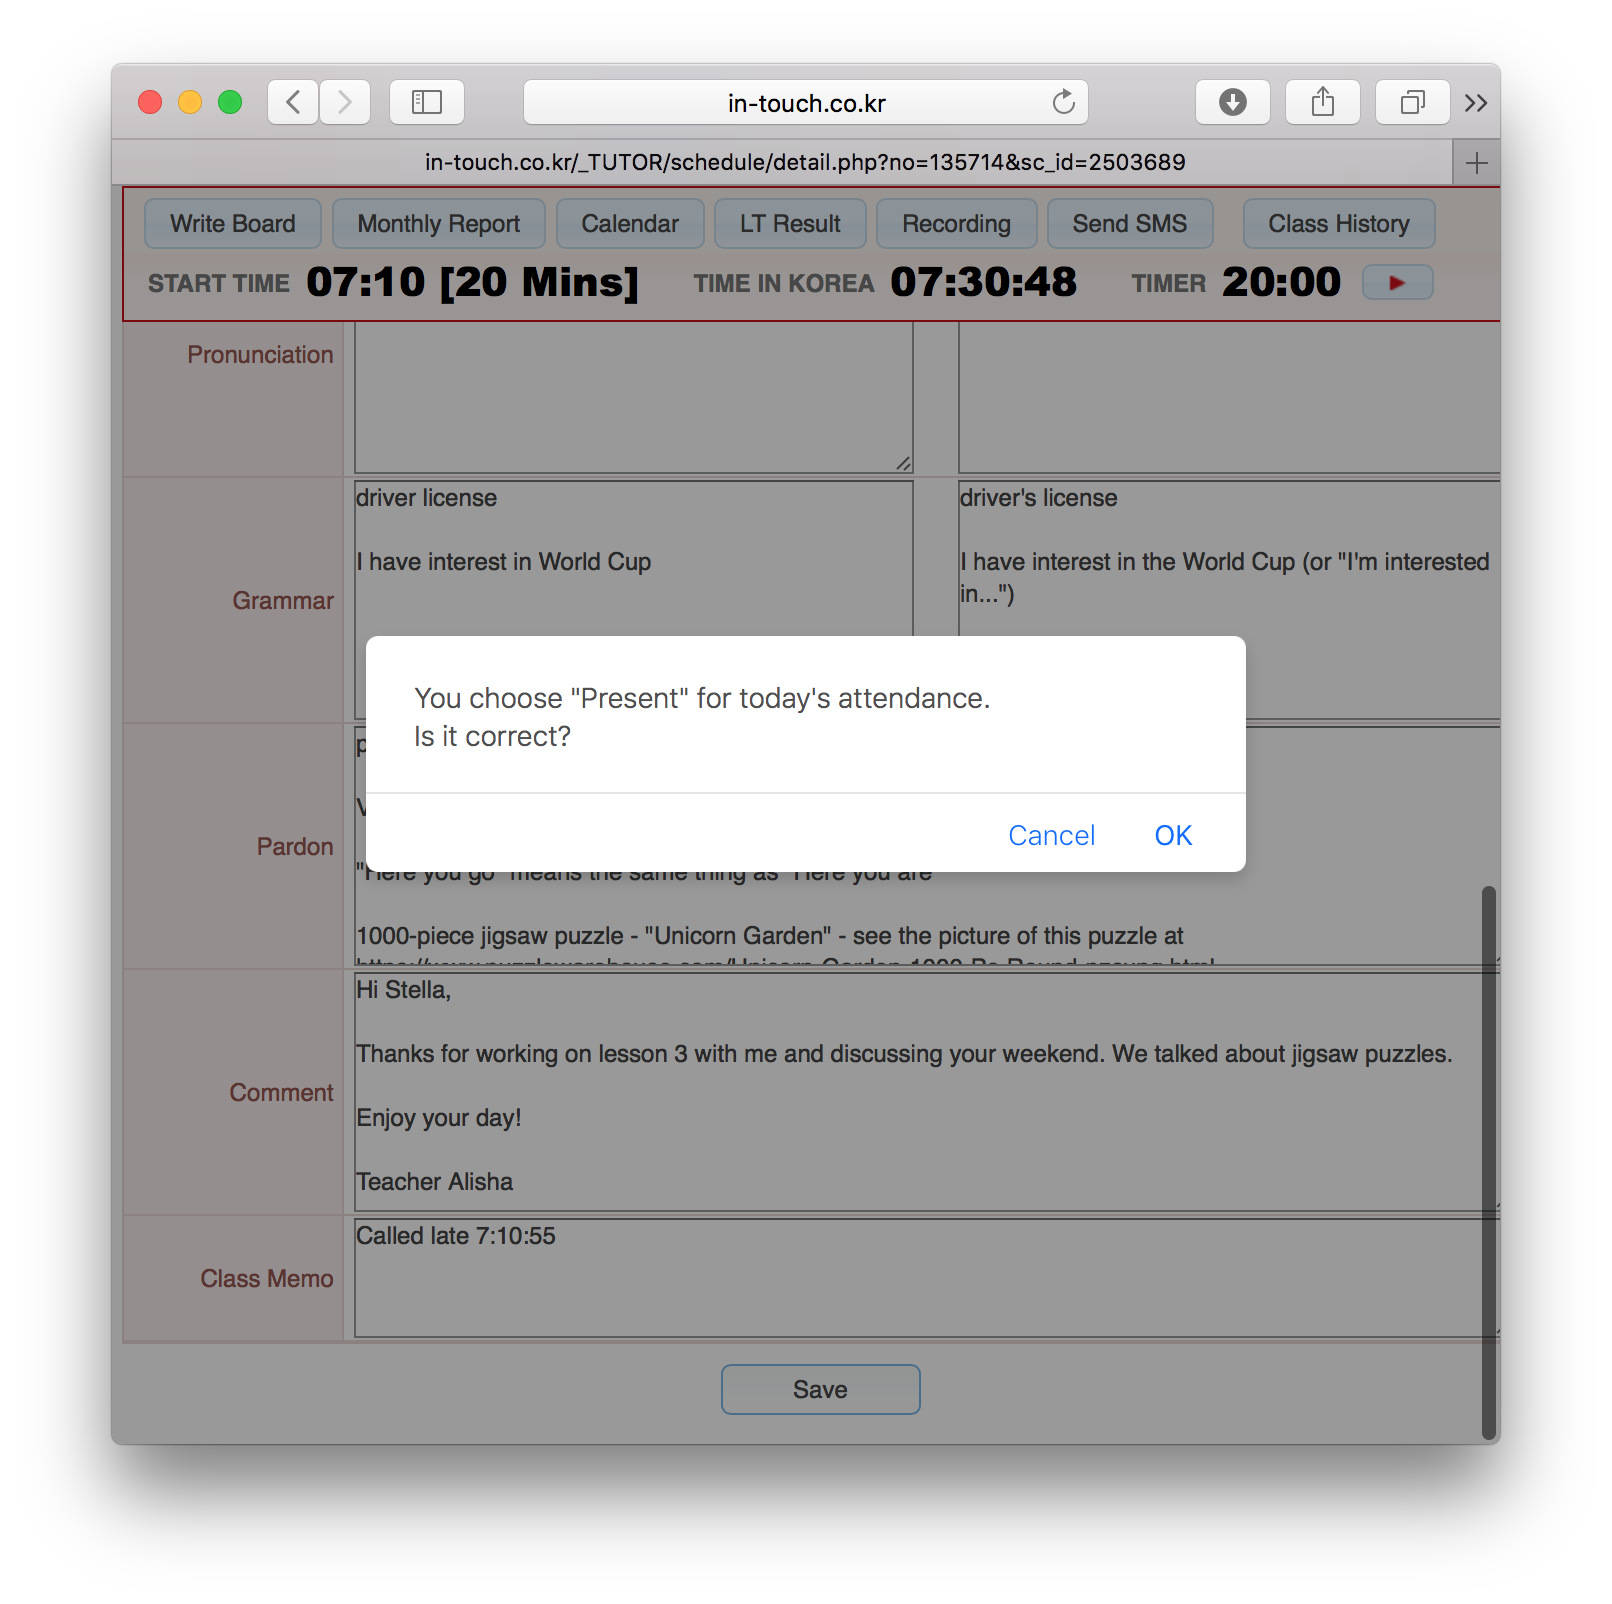 in-touch.co.kr
in-touch.co.kr/_TUTOR/schedule/detail.php?no=135714&sc_id=2503689
Write Board Monthly Report Calendar LT Result Recording Send SMS Class History
START TIME 07:10 [20 Mins] TIME IN KOREA 07:30:48 TIMER 20:00
Pronunciation
Grammar
driver license
I have interest in World Cup
driver's license
I have interest in the World Cup (or "I'm interested
in...")
You choose "Present" for today's attendance.
Is it correct?
Cancel OK
Pardon
"Here you go" means the same thing as "Here you are"
1000-piece jigsaw puzzle - "Unicorn Garden" - see the picture of this puzzle at
Comment
Hi Stella,
Thanks for working on lesson 3 with me and discussing your weekend. We talked about jigsaw puzzles.
Enjoy your day!
Teacher Alisha
Class Memo
Called late 7:10:55
Save